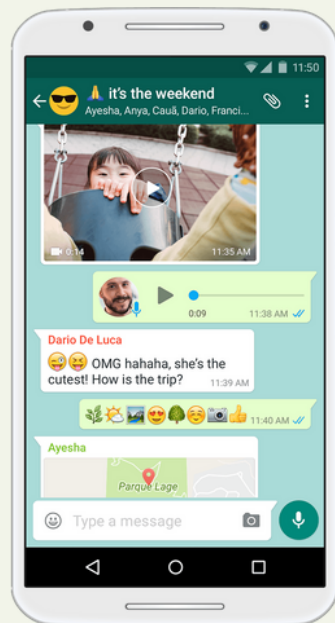 11:50
🙏 it's the weekend
Ayesha, Anya, Cauã, Dario, Franci...
0:14 11:35 AM
0:09 11:38 AM
Dario De Luca
😜😆 OMG hahaha, she's the
cutest! How is the trip?
11:39 AM
🌿🌤🏞😍🌳☺📷👍 11:40 AM
Ayesha
Parque Lage
Type a message